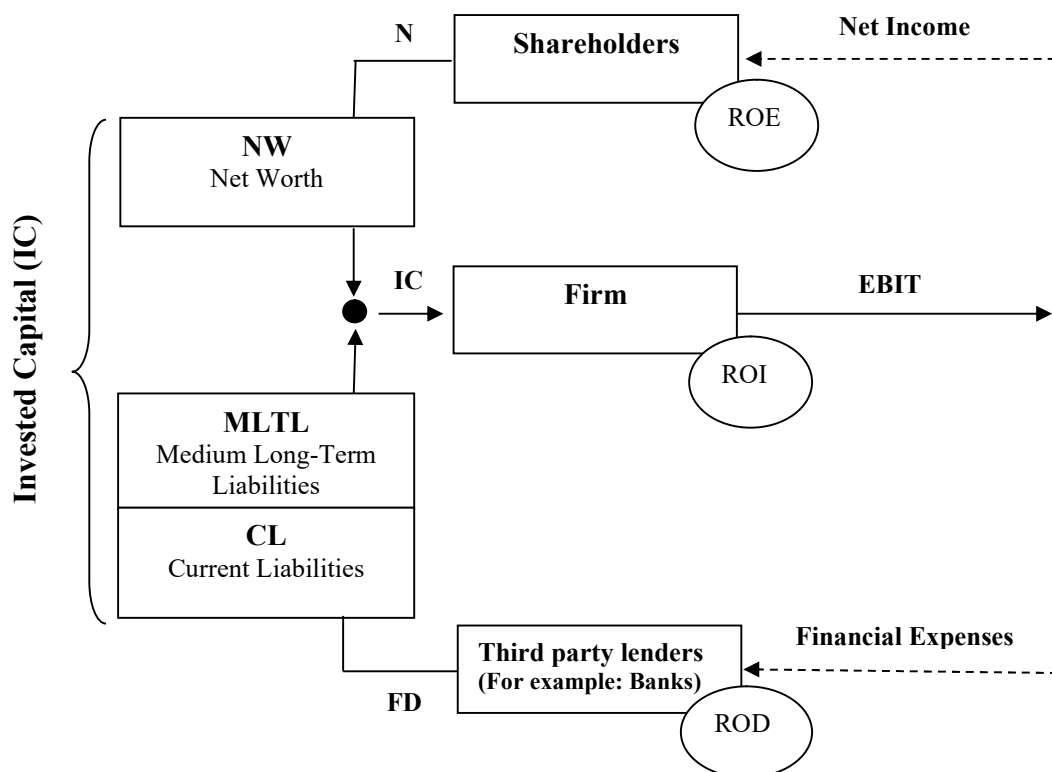 N
Shareholders
Net Income
ROE
NW
Net Worth
Invested Capital (IC)
IC
Firm
EBIT
ROI
MLTL
Medium Long-Term
Liabilities
CL
Current Liabilities
Third party lenders
(For example: Banks)
Financial Expenses
FD
ROD